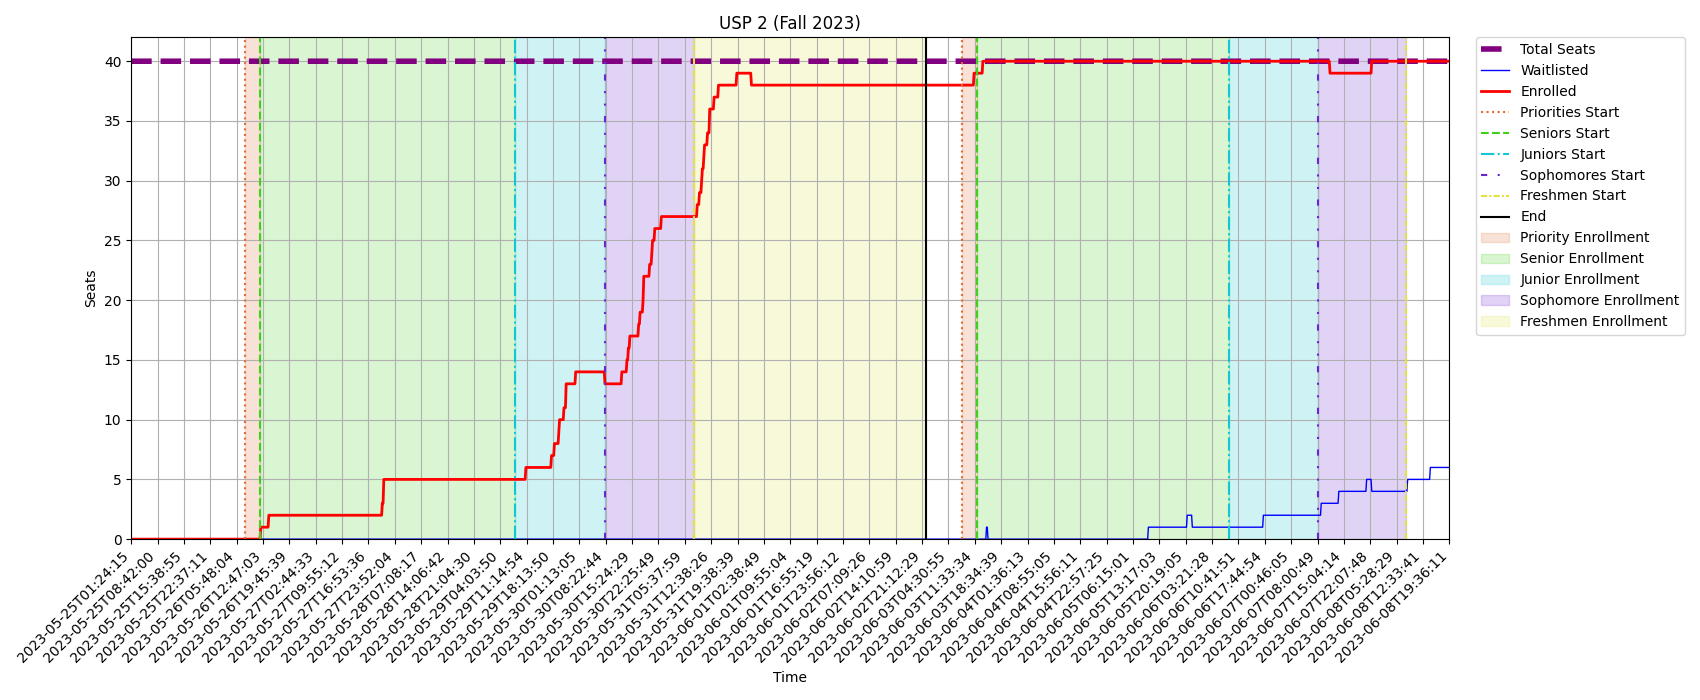 USP 2 (Fall 2023)
Seats
40
35
30
25
20
15
10
5
0
2023-05-25T01:24:15
2023-05-25T08:42:00
2023-05-25T15:38:55
2023-05-25T22:37:11
2023-05-26T05:48:04
2023-05-26T12:47:03
2023-05-26T19:45:39
2023-05-27T02:44:33
2023-05-27T09:55:12
2023-05-27T16:53:36
2023-05-27T23:52:04
2023-05-28T07:08:17
2023-05-28T14:06:42
2023-05-28T21:04:30
2023-05-29T04:03:50
2023-05-29T11:14:54
2023-05-29T18:13:50
2023-05-30T01:13:05
2023-05-30T08:22:44
2023-05-30T15:24:29
2023-05-30T22:25:49
2023-05-31T05:37:59
2023-05-31T12:38:26
2023-05-31T19:38:39
2023-06-01T02:38:49
2023-06-01T09:55:04
2023-06-01T16:55:19
2023-06-01T23:56:12
2023-06-02T07:09:26
2023-06-02T14:10:59
2023-06-02T21:12:29
2023-06-03T04:30:55
2023-06-03T11:33:34
2023-06-03T18:34:39
2023-06-04T01:36:13
2023-06-04T08:55:05
2023-06-04T15:56:11
2023-06-04T22:57:25
2023-06-05T06:15:01
2023-06-05T13:17:03
2023-06-05T20:19:05
2023-06-06T03:21:28
2023-06-06T10:41:51
2023-06-06T17:44:54
2023-06-07T00:46:05
2023-06-07T08:00:49
2023-06-07T15:04:14
2023-06-07T22:07:48
2023-06-08T05:28:29
2023-06-08T12:33:41
2023-06-08T19:36:11
Time
Total Seats
Waitlisted
Enrolled
Priorities Start
Seniors Start
Juniors Start
Sophomores Start
Freshmen Start
End
Priority Enrollment
Senior Enrollment
Junior Enrollment
Sophomore Enrollment
Freshmen Enrollment